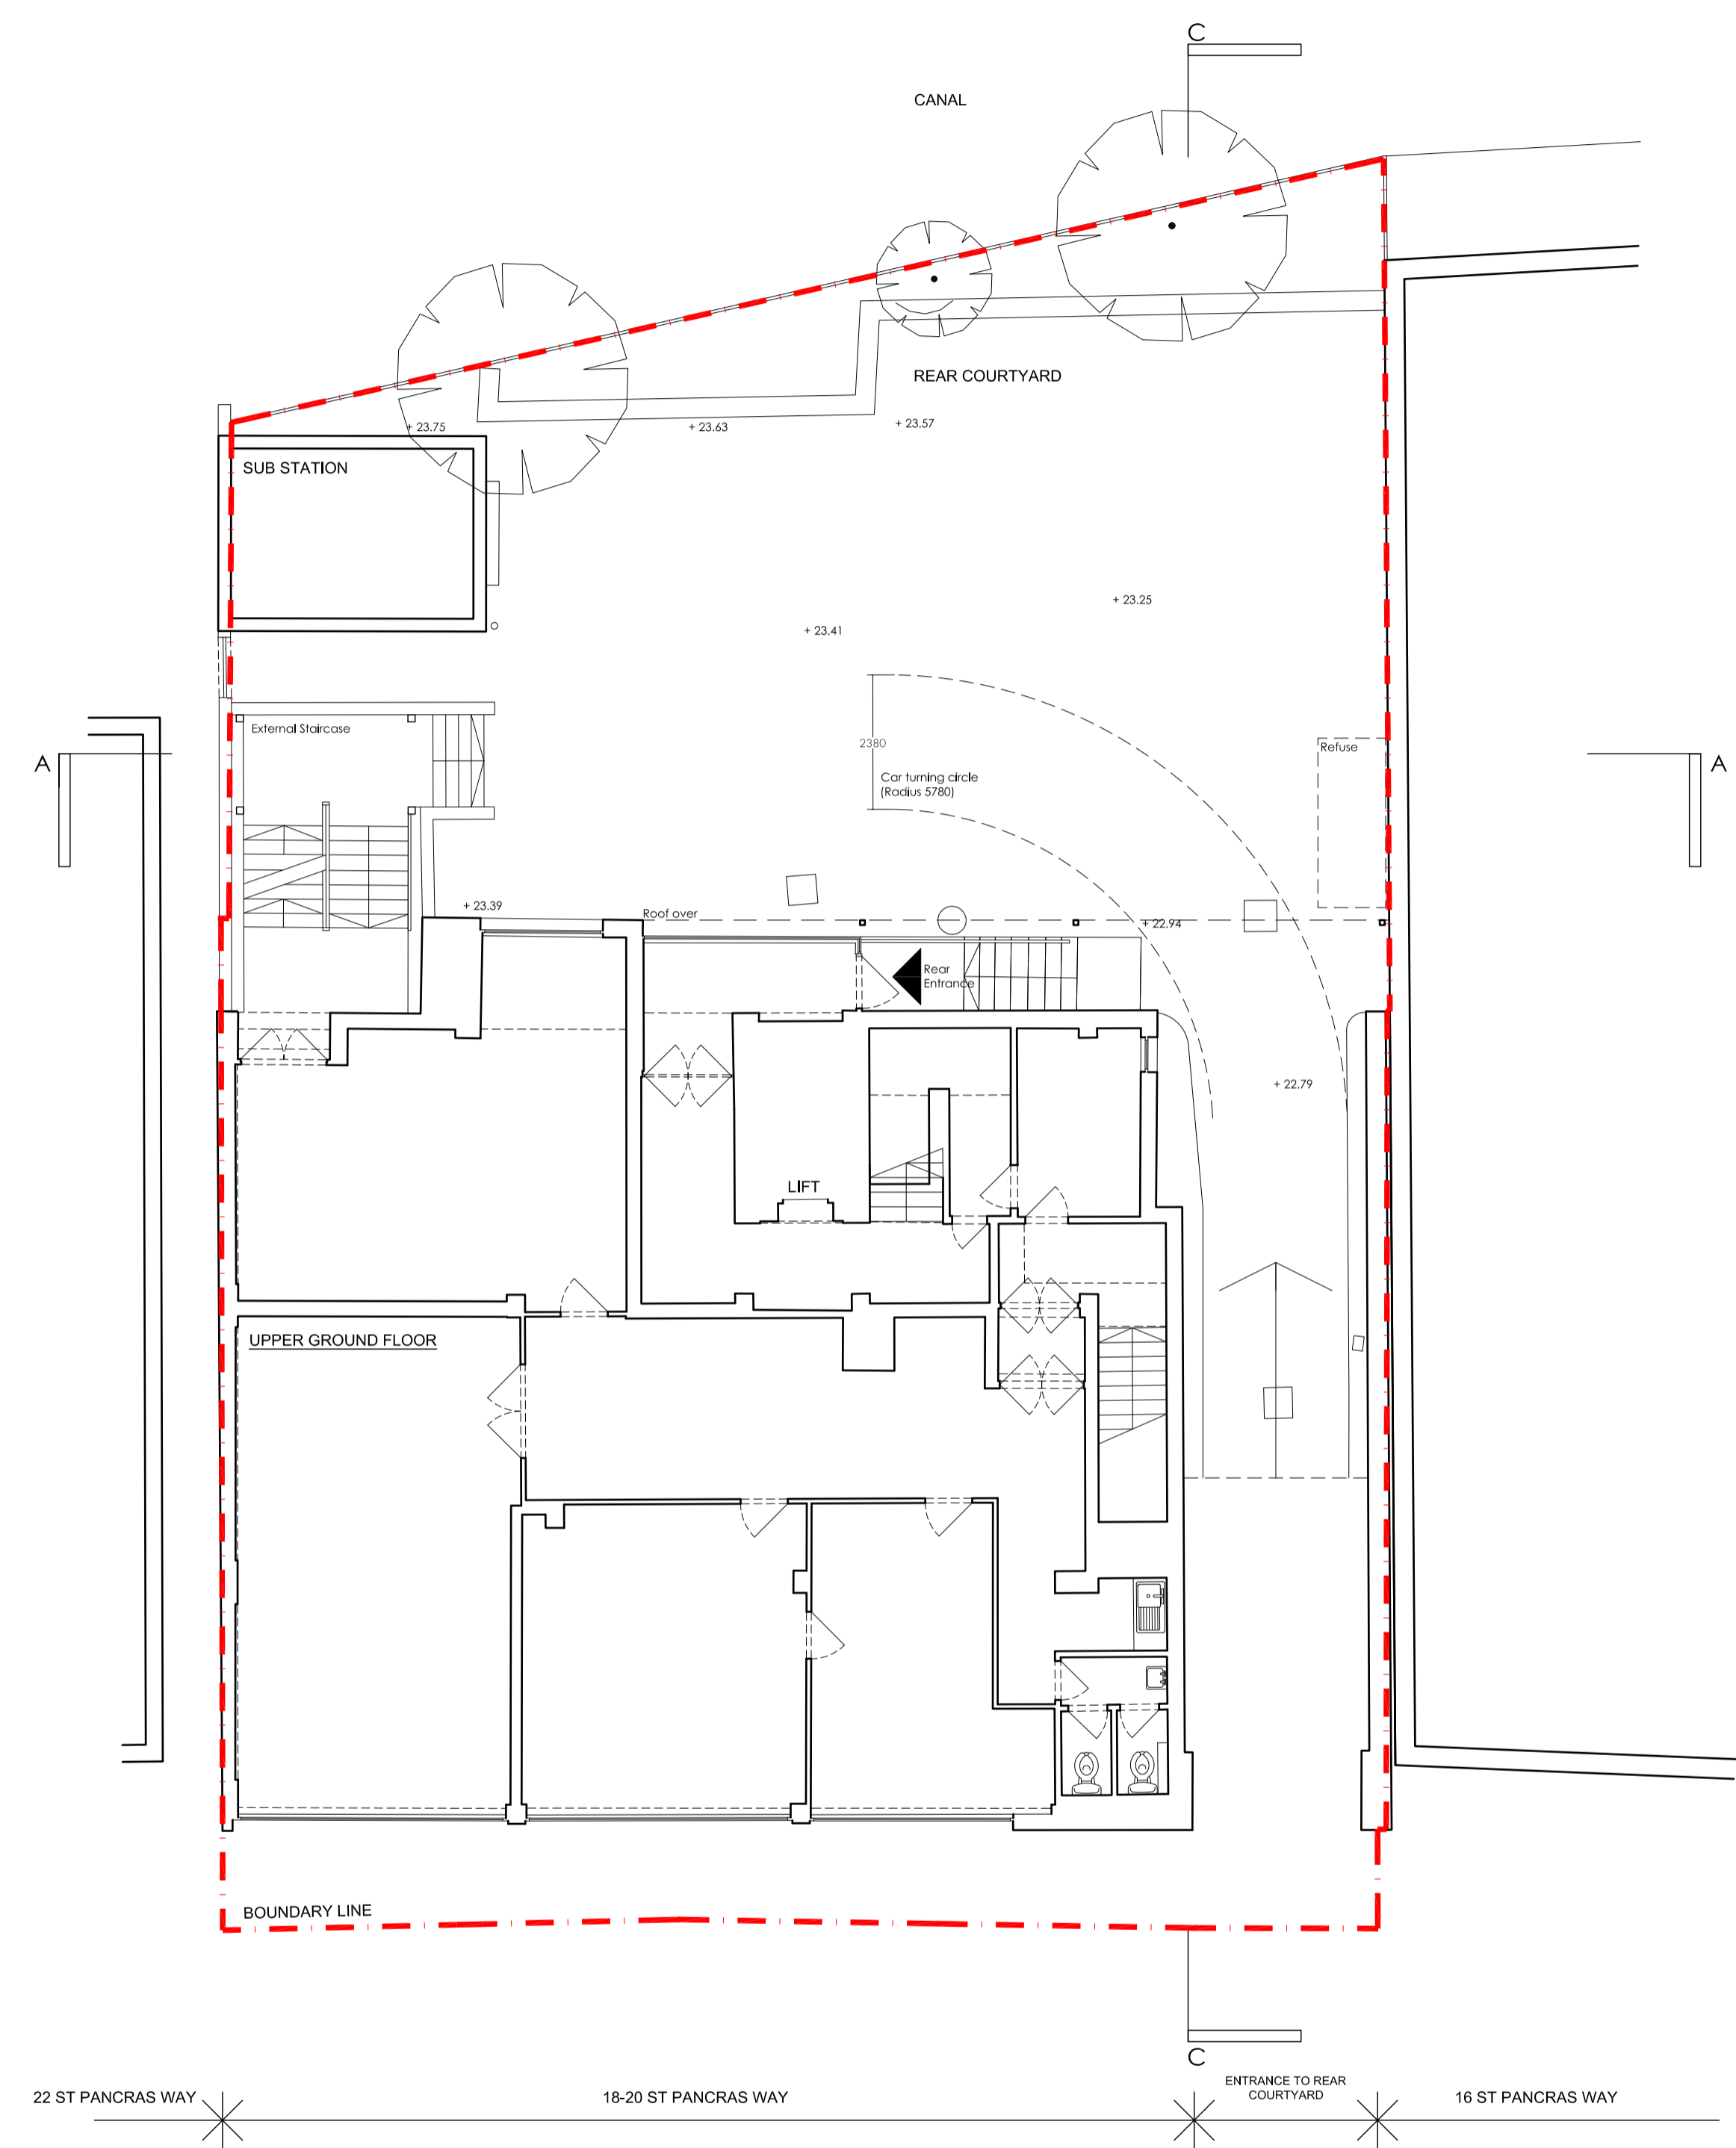 C
CANAL
REAR COURTYARD
+ 23.75
+ 23.63
+ 23.57
SUB STATION
+ 23.25
+ 23.41
External Staircase
2380
Refuse
A
A
Car turning circle
(Radius 5780)
+ 23.39
Roof over
+ 22.94
Rear
Entrance
+ 22.79
LIFT
UPPER GROUND FLOOR
BOUNDARY LINE
C
22 ST PANCRAS WAY
18-20 ST PANCRAS WAY
ENTRANCE TO REAR
COURTYARD
16 ST PANCRAS WAY